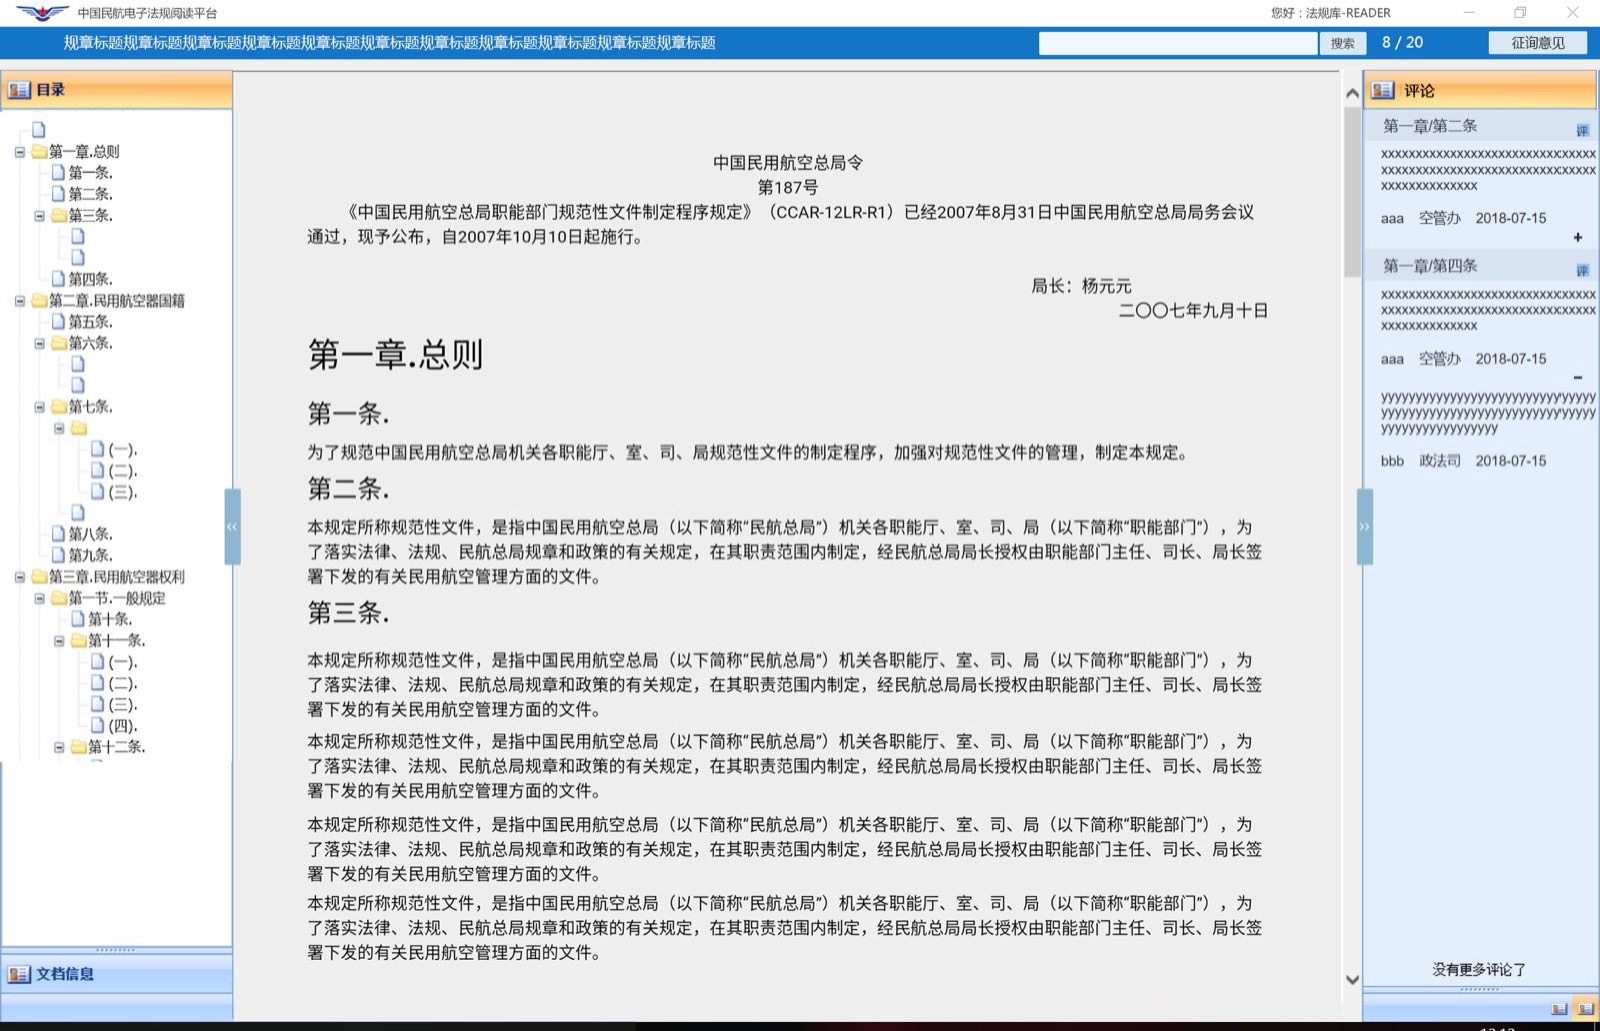 中国民航电子法规阅读平台
您好：法规库-READER
规章标题规章标题规章标题规章标题规章标题规章标题规章标题规章标题规章标题规章标题规章标题
搜索
8 / 20
征询意见
目录
第一章.总则
第一条.
第二条.
第三条.
第四条.
第二章.民用航空器国籍
第五条.
第六条.
第七条.
(一).
(二).
(三).
第八条.
第九条.
第三章.民用航空器权利
第一节.一般规定
第十条.
第十一条.
(一).
(二).
(三).
(四).
第十二条.
文档信息
中国民用航空总局令
第187号
《中国民用航空总局职能部门规范性文件制定程序规定》（CCAR-12LR-R1）已经2007年8月31日中国民用航空总局局务会议
通过，现予公布，自2007年10月10日起施行。
局长：杨元元
二〇〇七年九月十日
第一章.总则
第一条.
为了规范中国民用航空总局机关各职能厅、室、司、局规范性文件的制定程序，加强对规范性文件的管理，制定本规定。
第二条.
本规定所称规范性文件，是指中国民用航空总局（以下简称“民航总局”）机关各职能厅、室、司、局（以下简称“职能部门”），为
了落实法律、法规、民航总局规章和政策的有关规定，在其职责范围内制定，经民航总局局长授权由职能部门主任、司长、局长签
署下发的有关民用航空管理方面的文件。
第三条.
本规定所称规范性文件，是指中国民用航空总局（以下简称“民航总局”）机关各职能厅、室、司、局（以下简称“职能部门”），为
了落实法律、法规、民航总局规章和政策的有关规定，在其职责范围内制定，经民航总局局长授权由职能部门主任、司长、局长签
署下发的有关民用航空管理方面的文件。
本规定所称规范性文件，是指中国民用航空总局（以下简称“民航总局”）机关各职能厅、室、司、局（以下简称“职能部门”），为
了落实法律、法规、民航总局规章和政策的有关规定，在其职责范围内制定，经民航总局局长授权由职能部门主任、司长、局长签
署下发的有关民用航空管理方面的文件。
本规定所称规范性文件，是指中国民用航空总局（以下简称“民航总局”）机关各职能厅、室、司、局（以下简称“职能部门”），为
了落实法律、法规、民航总局规章和政策的有关规定，在其职责范围内制定，经民航总局局长授权由职能部门主任、司长、局长签
署下发的有关民用航空管理方面的文件。
本规定所称规范性文件，是指中国民用航空总局（以下简称“民航总局”）机关各职能厅、室、司、局（以下简称“职能部门”），为
了落实法律、法规、民航总局规章和政策的有关规定，在其职责范围内制定，经民航总局局长授权由职能部门主任、司长、局长签
署下发的有关民用航空管理方面的文件。
评论
第一章/第二条
评
xxxxxxxxxxxxxxxxxxxxxxxxxxxxxxx
xxxxxxxxxxxxxxxxxxxxxxxxxxxxxxx
xxxxxxxxxxxxxx
aaa 空管办 2018-07-15
+
第一章/第四条
评
xxxxxxxxxxxxxxxxxxxxxxxxxxxxxxx
xxxxxxxxxxxxxxxxxxxxxxxxxxxxxxx
xxxxxxxxxxxxxx
aaa 空管办 2018-07-15
−
yyyyyyyyyyyyyyyyyyyyyyyyyyyyyyy
yyyyyyyyyyyyyyyyyyyyyyyyyyyyyyy
yyyyyyyyyyyyyyyyy
bbb 政法司 2018-07-15
没有更多评论了